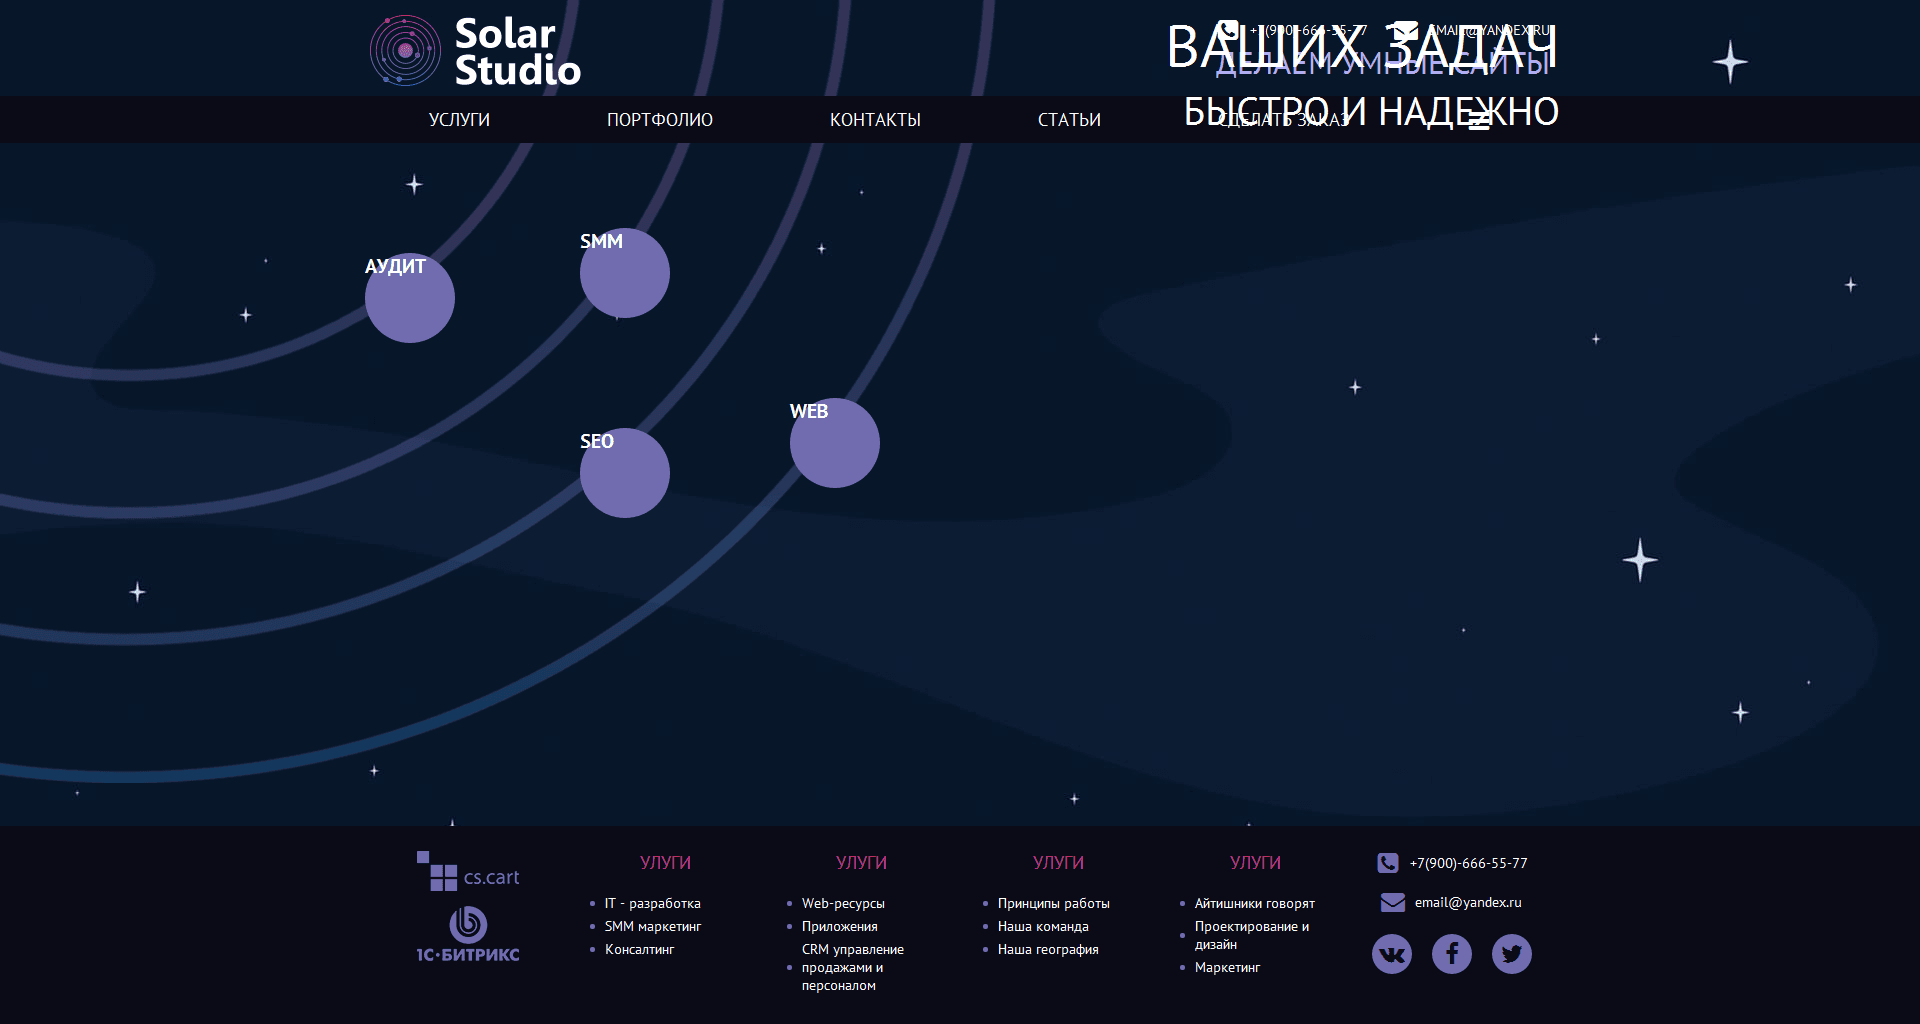 Solar
Studio
+7(900)-666-55-77
EMAIL@YANDEX.RU
ВАШИХ ЗАДАЧ
ДЕЛАЕМ УМНЫЕ САЙТЫ
БЫСТРО И НАДЕЖНО
УСЛУГИ
ПОРТФОЛИО
КОНТАКТЫ
СТАТЬИ
СДЕЛАТЬ ЗАКАЗ
АУДИТ
SMM
SEO
WEB
cs.cart
1С·БИТРИКС
УЛУГИ
IT - разработка
SMM маркетинг
Консалтинг
УЛУГИ
Web-ресурсы
Приложения
CRM управление
продажами и
персоналом
УЛУГИ
Принципы работы
Наша команда
Наша география
УЛУГИ
Айтишники говорят
Проектирование и
дизайн
Маркетинг
+7(900)-666-55-77
email@yandex.ru